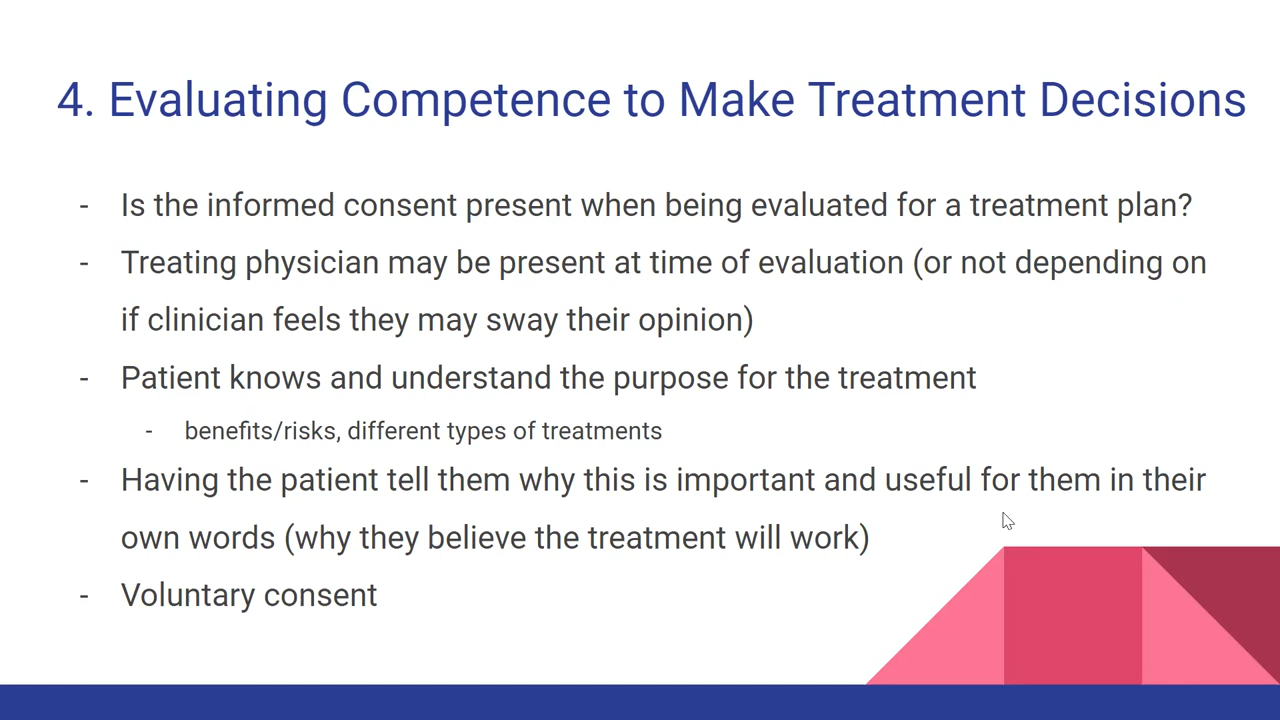 4. Evaluating Competence to Make Treatment Decisions
- Is the informed consent present when being evaluated for a treatment plan?
- Treating physician may be present at time of evaluation (or not depending on
if clinician feels they may sway their opinion)
- Patient knows and understand the purpose for the treatment
- benefits/risks, different types of treatments
- Having the patient tell them why this is important and useful for them in their
own words (why they believe the treatment will work)
- Voluntary consent